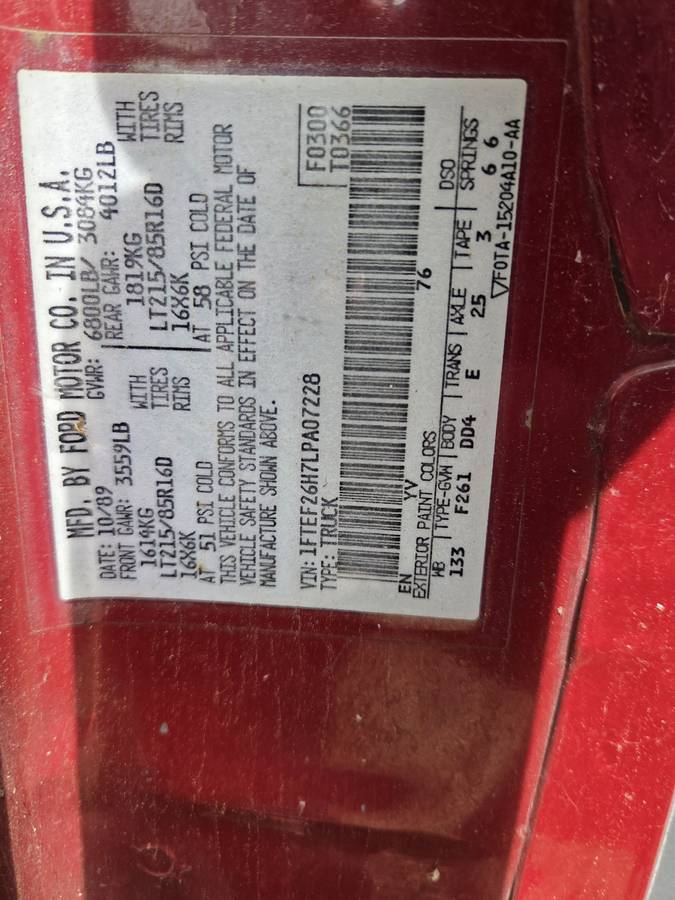 MFD. BY FORD MOTOR CO. IN U.S.A.
DATE: 10/89 GVWR: 6800LB/ 3084KG
FRONT GAWR: 3559LB REAR GAWR: 4012LB
1614KG WITH 1819KG WITH
LT215/85R16D TIRES LT215/85R16D TIRES
16X6K RIMS 16X6K RIMS
AT 51 PSI COLD AT 58 PSI COLD
THIS VEHICLE CONFORMS TO ALL APPLICABLE FEDERAL MOTOR
VEHICLE SAFETY STANDARDS IN EFFECT ON THE DATE OF
MANUFACTURE SHOWN ABOVE.
VIN: 1FTEF26H7LPA07228 F0300
TYPE: TRUCK T0366
EN YV 76
EXTERIOR PAINT COLORS DSO
WB TYPE-GVW BODY TRANS AXLE TAPE SPRINGS
133 F261 DD4 E 25 3 6 6
VF0TA-15204A10-AA